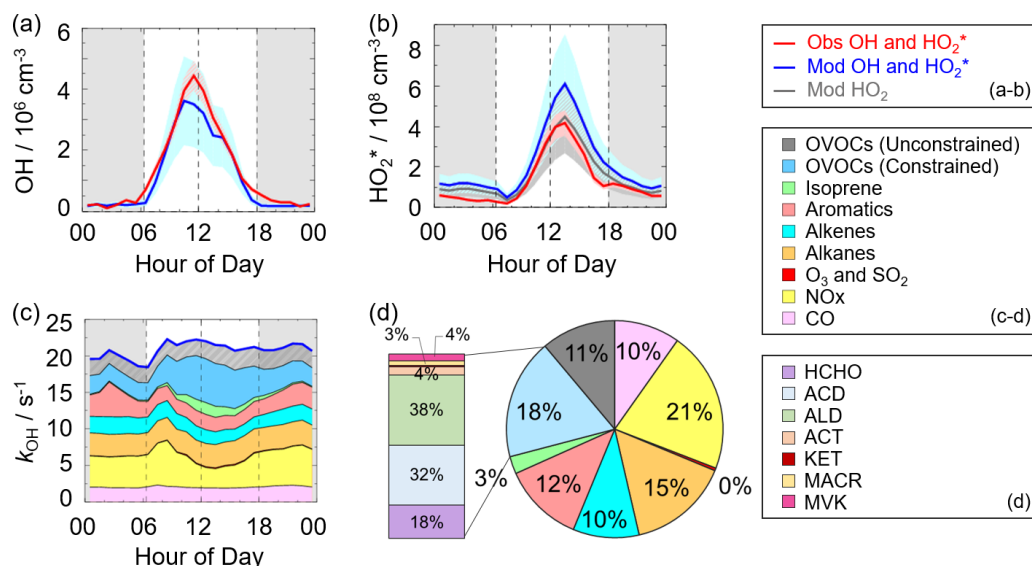 (a)
OH / 10⁶ cm⁻³
6
4
2
0
00 06 12 18 00
Hour of Day
(b)
HO₂* / 10⁸ cm⁻³
8
6
4
2
0
00 06 12 18 00
Hour of Day
Obs OH and HO₂*
Mod OH and HO₂*
Mod HO₂
(a-b)
OVOCs (Unconstrained)
OVOCs (Constrained)
Isoprene
Aromatics
Alkenes
Alkanes
O₃ and SO₂
NOx
CO
(c-d)
(c)
k_OH / s⁻¹
25
20
15
10
5
0
00 06 12 18 00
Hour of Day
(d)
3% 4%
4%
38%
32%
18%
11% 10%
18% 21%
3% 12% 10% 15% 0%
HCHO
ACD
ALD
ACT
KET
MACR
MVK
(d)